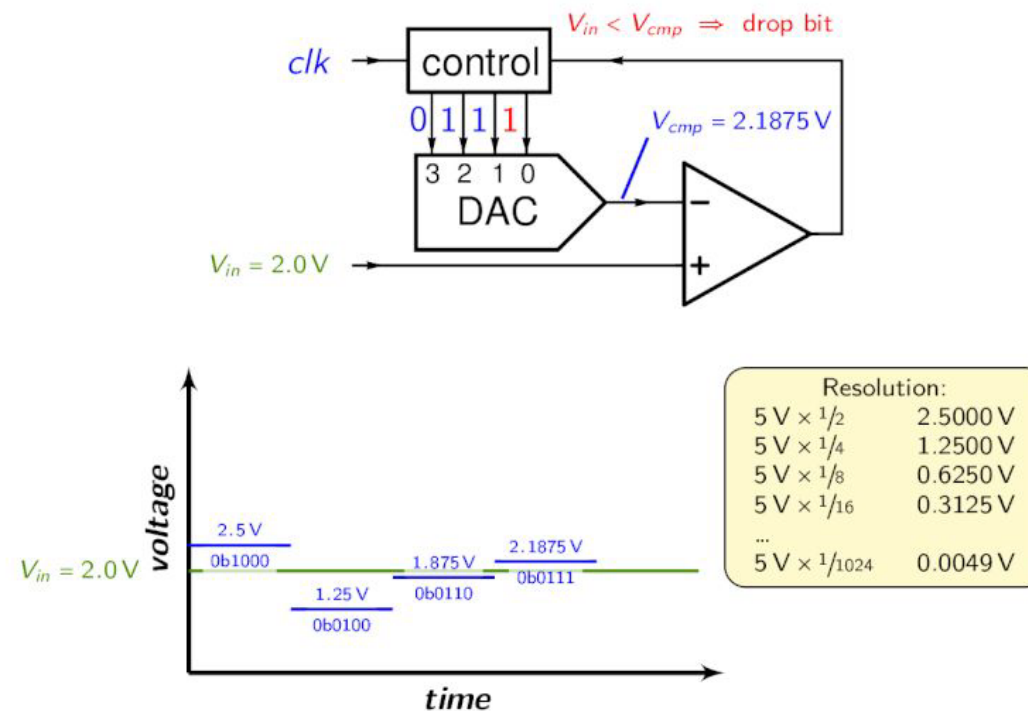 V_in < V_cmp ⇒ drop bit
clk
control
0 1 1 1
V_cmp = 2.1875 V
3 2 1 0
DAC
−
V_in = 2.0 V
+
voltage
2.5 V
0b1000
V_in = 2.0 V
1.25 V
0b0100
1.875 V
0b0110
2.1875 V
0b0111
time
Resolution:
5 V × 1/2 2.5000 V
5 V × 1/4 1.2500 V
5 V × 1/8 0.6250 V
5 V × 1/16 0.3125 V
...
5 V × 1/1024 0.0049 V